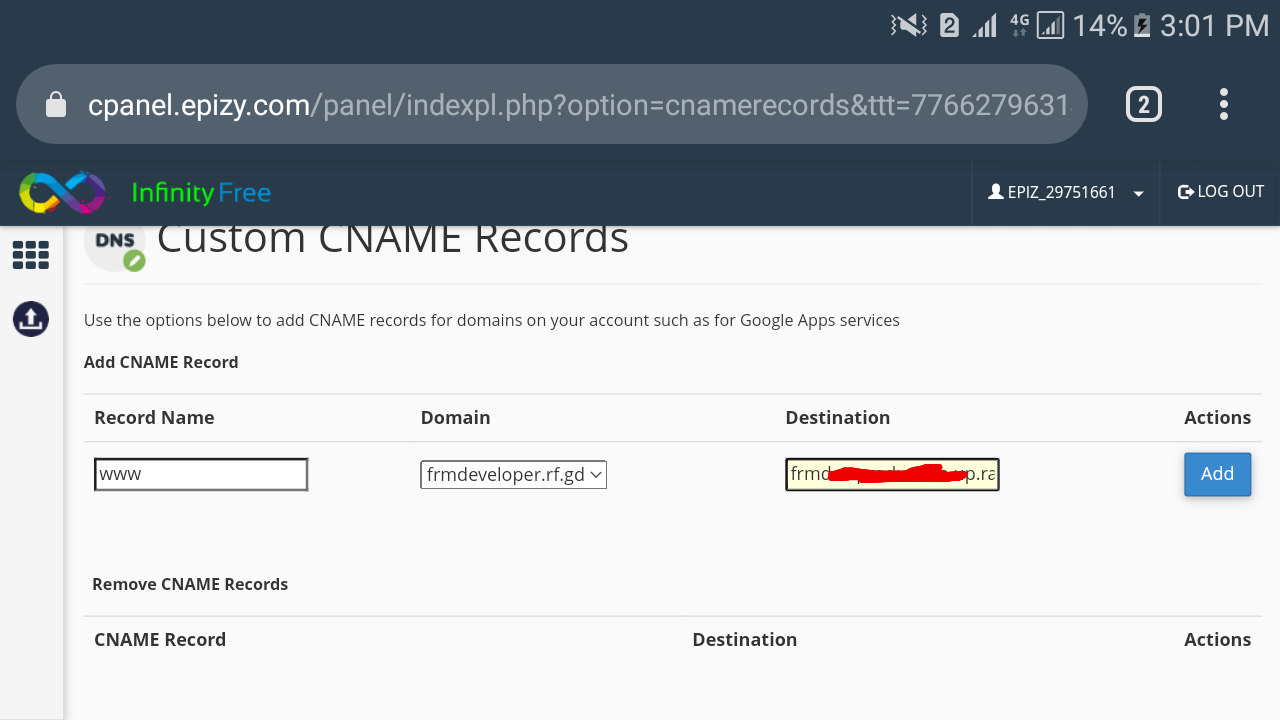 2 4G 14% 3:01 PM
cpanel.epizy.com/panel/indexpl.php?option=cnamerecords&ttt=7766279631
2
Infinity Free
EPIZ_29751661
LOG OUT
DNS
Custom CNAME Records
Use the options below to add CNAME records for domains on your account such as for Google Apps services
Add CNAME Record
Record Name Domain Destination Actions
www frmdeveloper.rf.gd frmd up.ra Add
Remove CNAME Records
CNAME Record Destination Actions